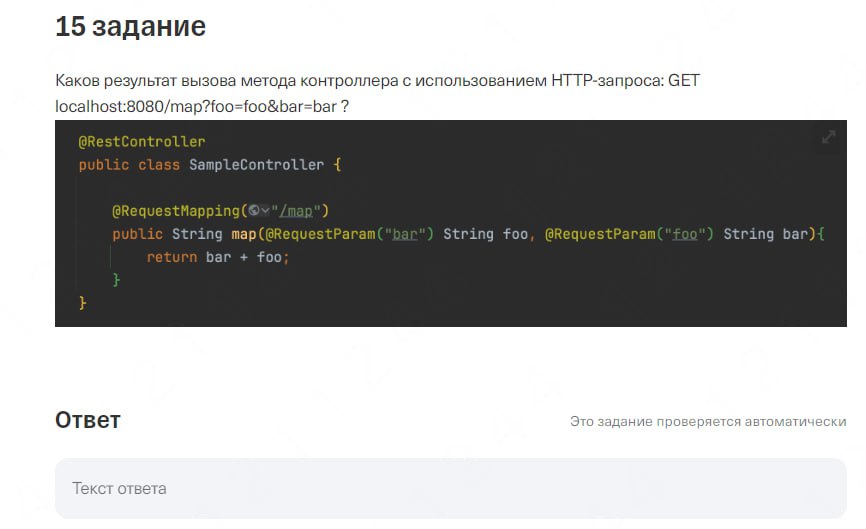 15 задание
Каков результат вызова метода контроллера с использованием HTTP-запроса: GET
localhost:8080/map?foo=foo&bar=bar ?
@RestController
public class SampleController {
@RequestMapping("/map")
public String map(@RequestParam("bar") String foo, @RequestParam("foo") String bar){
return bar + foo;
}
}
Ответ
Это задание проверяется автоматически
Текст ответа